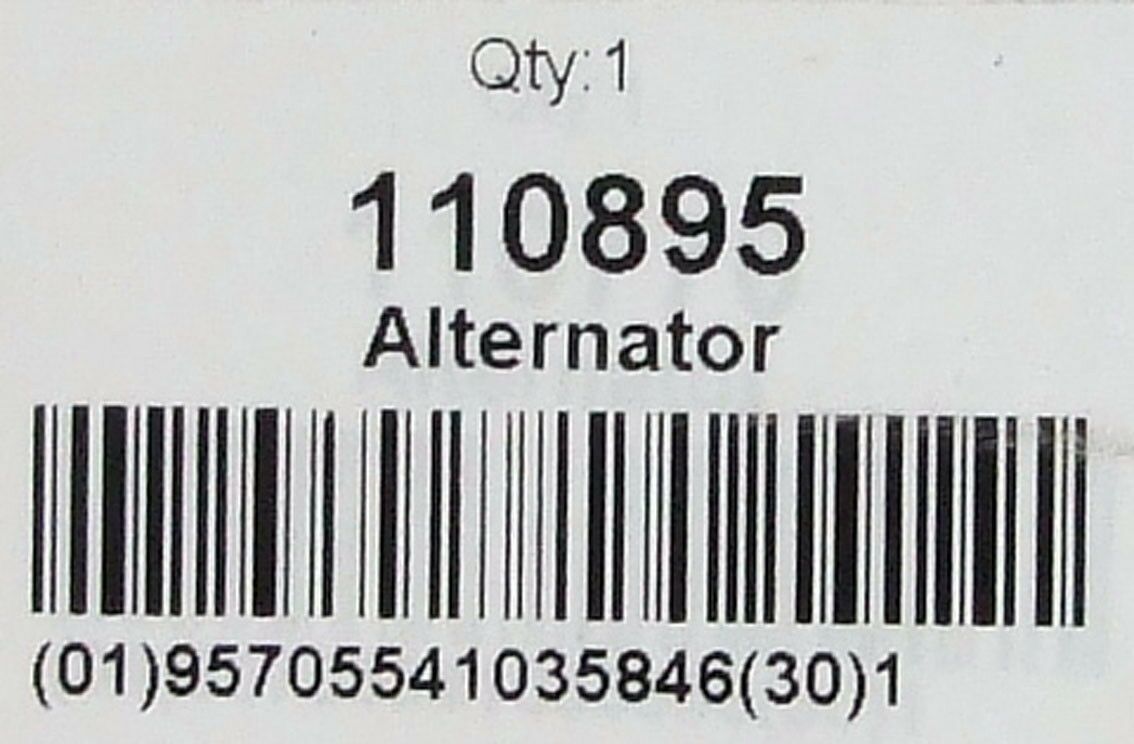 Qty:1
110895
Alternator
(01)95705541035846(30)1